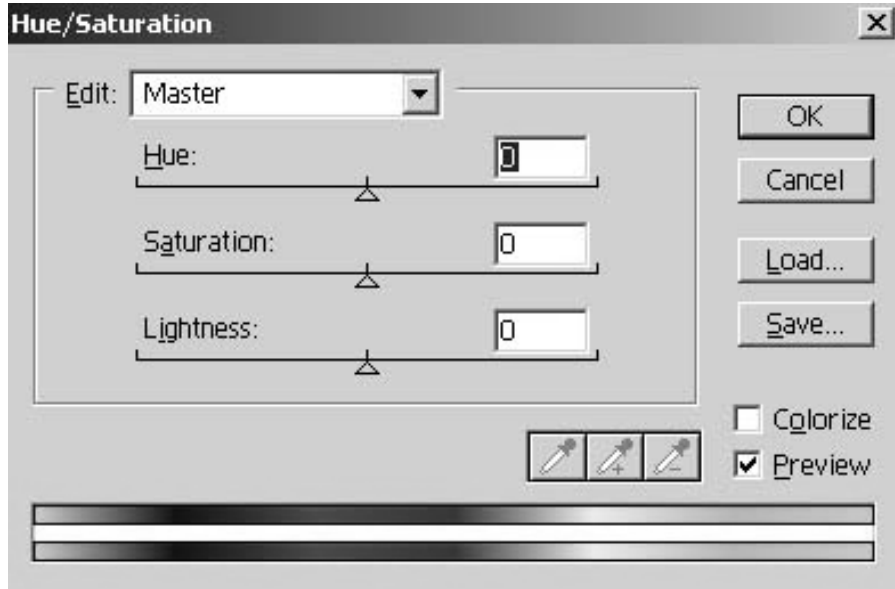 Hue/Saturation
Edit: Master
Hue: 0
Saturation: 0
Lightness: 0
OK
Cancel
Load...
Save...
Colorize
Preview